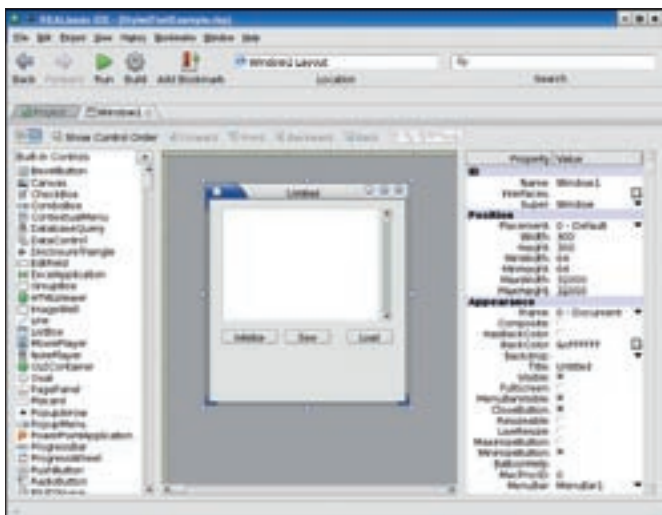 REALbasic IDE - StyledTextExample.rbp
File Edit Project View History Bookmarks Window Help
Back Forward Run Build Add Bookmark
Window1 Layout
Location
Search
Project
Window1
Show Control Order
Forward Front Backward Back
Built-in Controls
BevelButton
Canvas
CheckBox
ComboBox
ContextualMenu
DatabaseQuery
DataControl
DisclosureTriangle
EditField
ExcelApplication
GroupBox
HTMLViewer
ImageWell
Line
ListBox
MoviePlayer
NotePlayer
OLEContainer
Oval
PagePanel
Placard
PopupArrow
PopupMenu
PowerPointApplication
ProgressBar
ProgressWheel
PushButton
RadioButton
Untitled
Initialize Save Load
Property Value
ID
Name Window1
Interfaces
Super Window
Position
Placement 0 - Default
Width 300
Height 300
MinWidth 64
MinHeight 64
MaxWidth 32000
MaxHeight 32000
Appearance
Frame 0 - Document
Composite
HasBackColor
BackColor &cFFFFFF
Backdrop
Title Untitled
Visible
FullScreen
MenuBarVisible
CloseButton
Resizeable
LiveResize
MaximizeButton
MinimizeButton
BalloonHelp
MacProcID 0
MenuBar MenuBar1